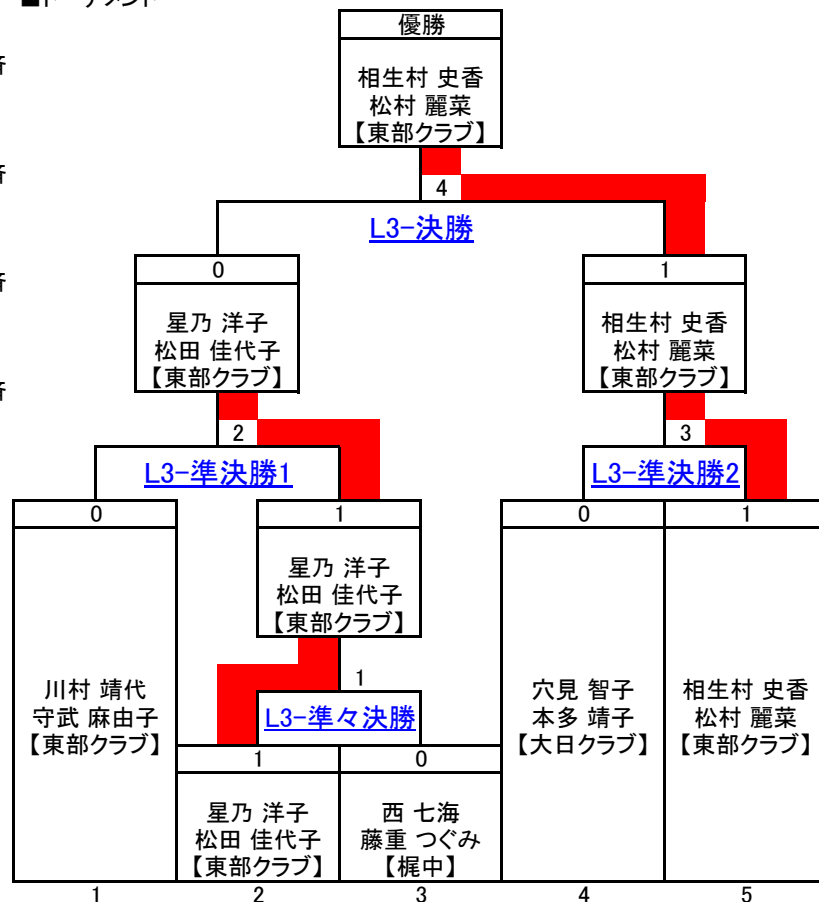 ■トーナメント
優勝
済
相生村 史香
松村 麗菜
【東部クラブ】
済
4
L3-決勝
済
0
1
星乃 洋子
松田 佳代子
【東部クラブ】
相生村 史香
松村 麗菜
【東部クラブ】
済
2
3
L3-準決勝1
L3-準決勝2
0
1
0
1
星乃 洋子
松田 佳代子
【東部クラブ】
川村 靖代
守武 麻由子
【東部クラブ】
1
L3-準々決勝
穴見 智子
本多 靖子
【大日クラブ】
相生村 史香
松村 麗菜
【東部クラブ】
1
0
星乃 洋子
松田 佳代子
【東部クラブ】
西 七海
藤重 つぐみ
【梶中】
1
2
3
4
5